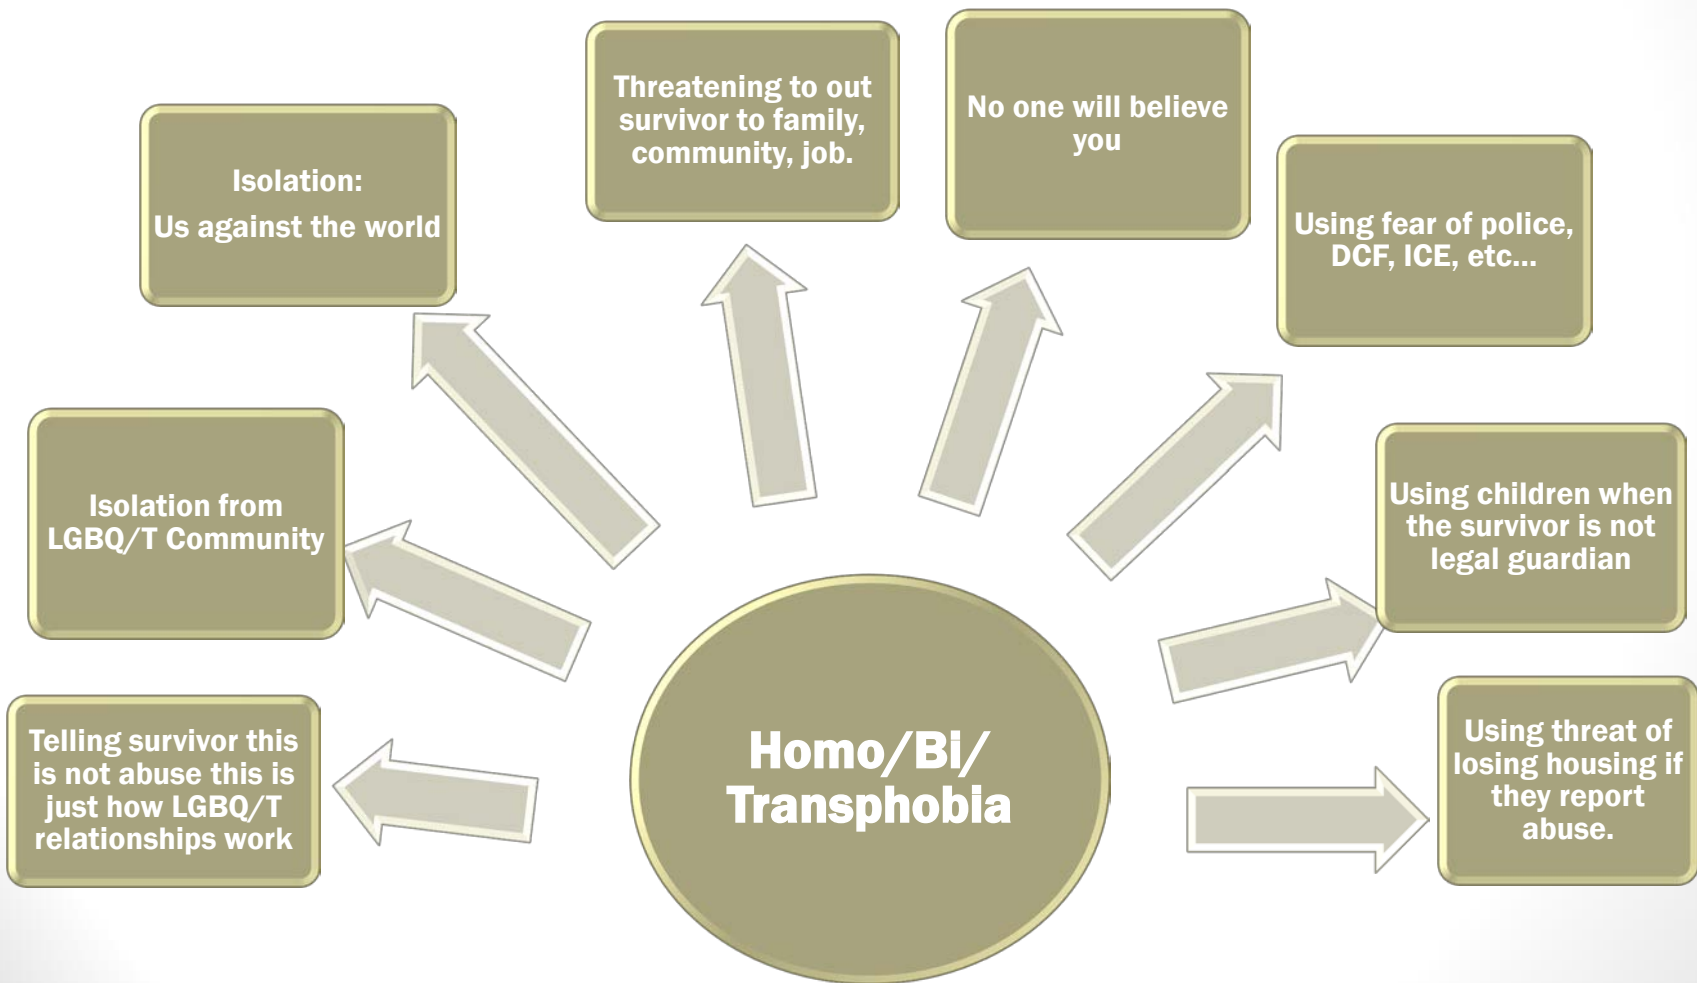 Threatening to out
survivor to family,
community, job.
No one will believe
you
Isolation:
Us against the world
Using fear of police,
DCF, ICE, etc...
Isolation from
LGBQ/T Community
Using children when
the survivor is not
legal guardian
Telling survivor this
is not abuse this is
just how LGBQ/T
relationships work
Using threat of
losing housing if
they report
abuse.
Homo/Bi/
Transphobia